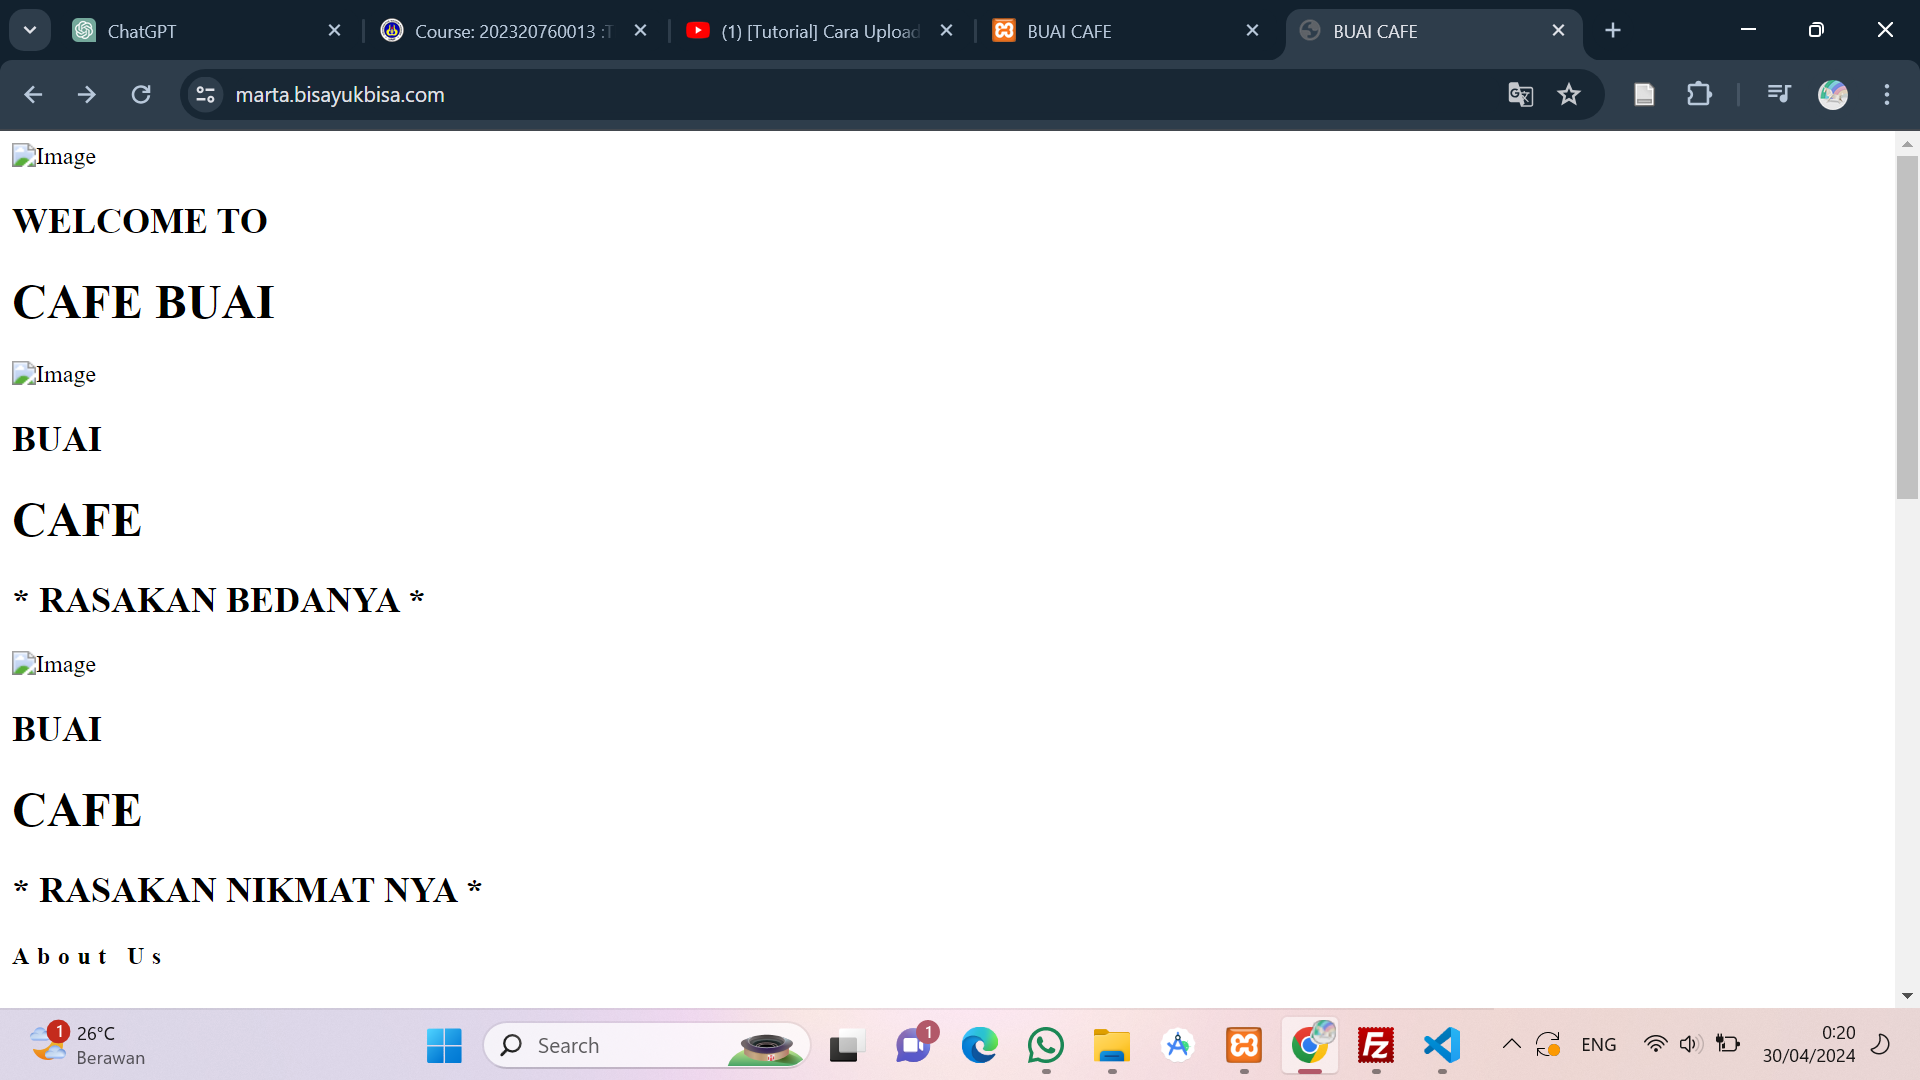 ChatGPT
Course: 202320760013 :T
(1) [Tutorial] Cara Upload
BUAI CAFE
BUAI CAFE
marta.bisayukbisa.com
Image
WELCOME TO
CAFE BUAI
Image
BUAI
CAFE
* RASAKAN BEDANYA *
Image
BUAI
CAFE
* RASAKAN NIKMAT NYA *
About Us
1
26°C
Berawan
Search
1
ENG
0:20
30/04/2024